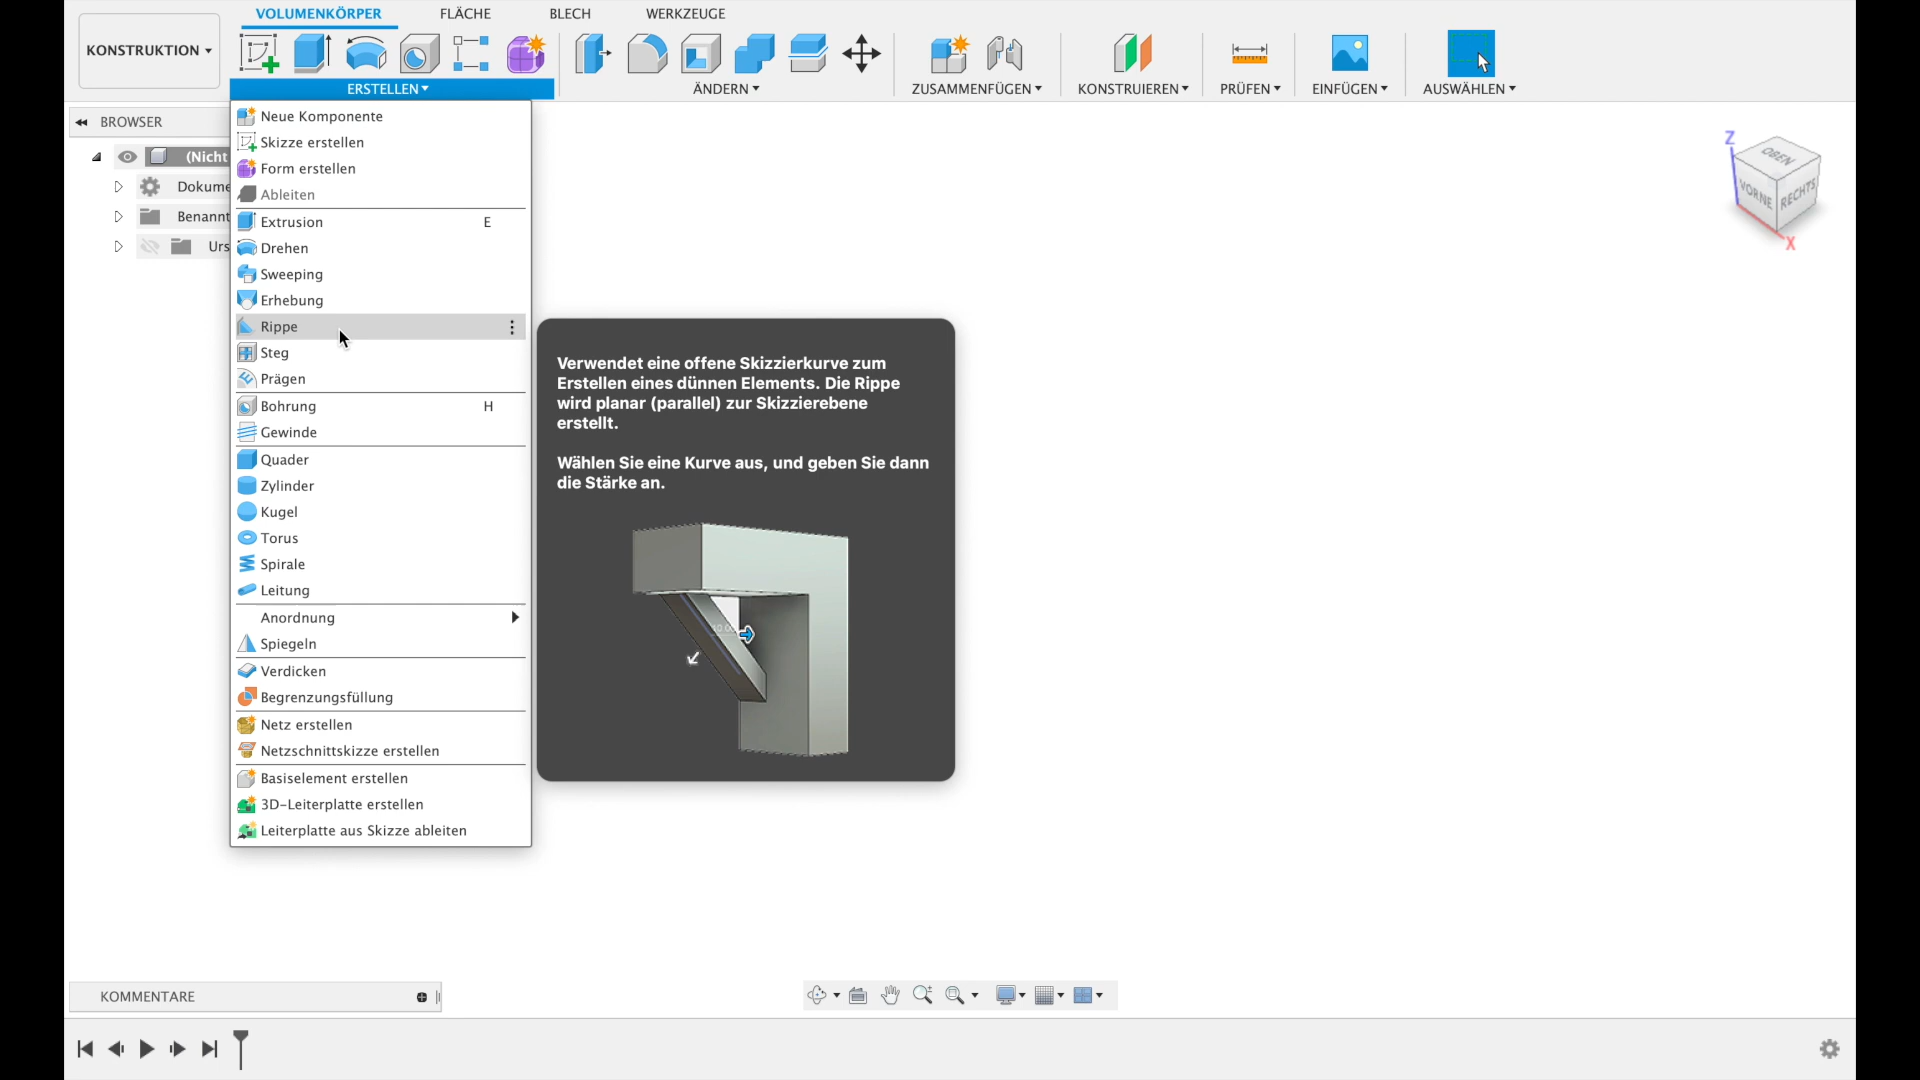 VOLUMENKÖRPER
FLÄCHE
BLECH
WERKZEUGE
KONSTRUKTION
ERSTELLEN
ÄNDERN
ZUSAMMENFÜGEN
KONSTRUIEREN
PRÜFEN
EINFÜGEN
AUSWÄHLEN
BROWSER
(Nicht
Dokume
Benannt
Urs
Neue Komponente
Skizze erstellen
Form erstellen
Ableiten
Extrusion E
Drehen
Sweeping
Erhebung
Rippe
Steg
Prägen
Bohrung H
Gewinde
Quader
Zylinder
Kugel
Torus
Spirale
Leitung
Anordnung
Spiegeln
Verdicken
Begrenzungsfüllung
Netz erstellen
Netzschnittskizze erstellen
Basiselement erstellen
3D-Leiterplatte erstellen
Leiterplatte aus Skizze ableiten
Verwendet eine offene Skizzierkurve zum
Erstellen eines dünnen Elements. Die Rippe
wird planar (parallel) zur Skizzierebene
erstellt.
Wählen Sie eine Kurve aus, und geben Sie dann
die Stärke an.
Z
OBEN
VORNE
RECHTS
X
KOMMENTARE